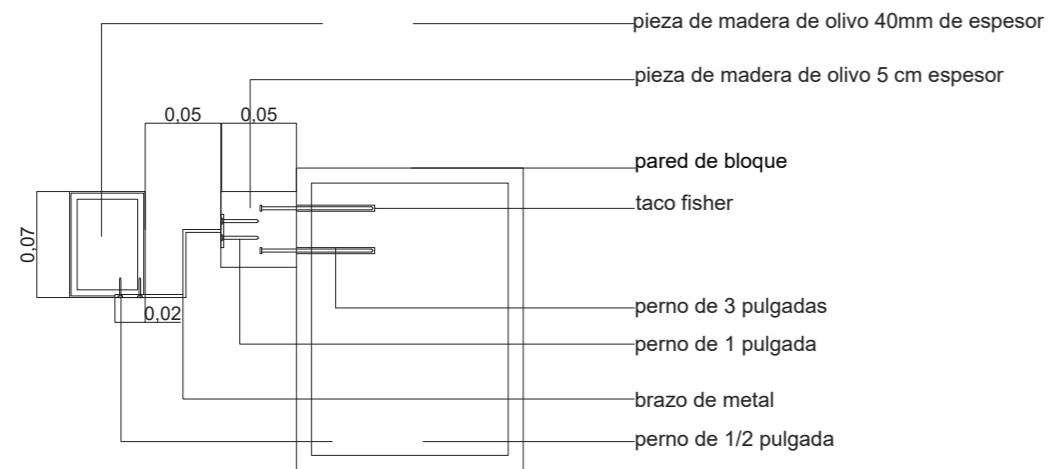 pieza de madera de olivo 40mm de espesor
pieza de madera de olivo 5 cm espesor
0,05 0,05
pared de bloque
taco fisher
0,07
perno de 3 pulgadas
0,02
perno de 1 pulgada
brazo de metal
perno de 1/2 pulgada